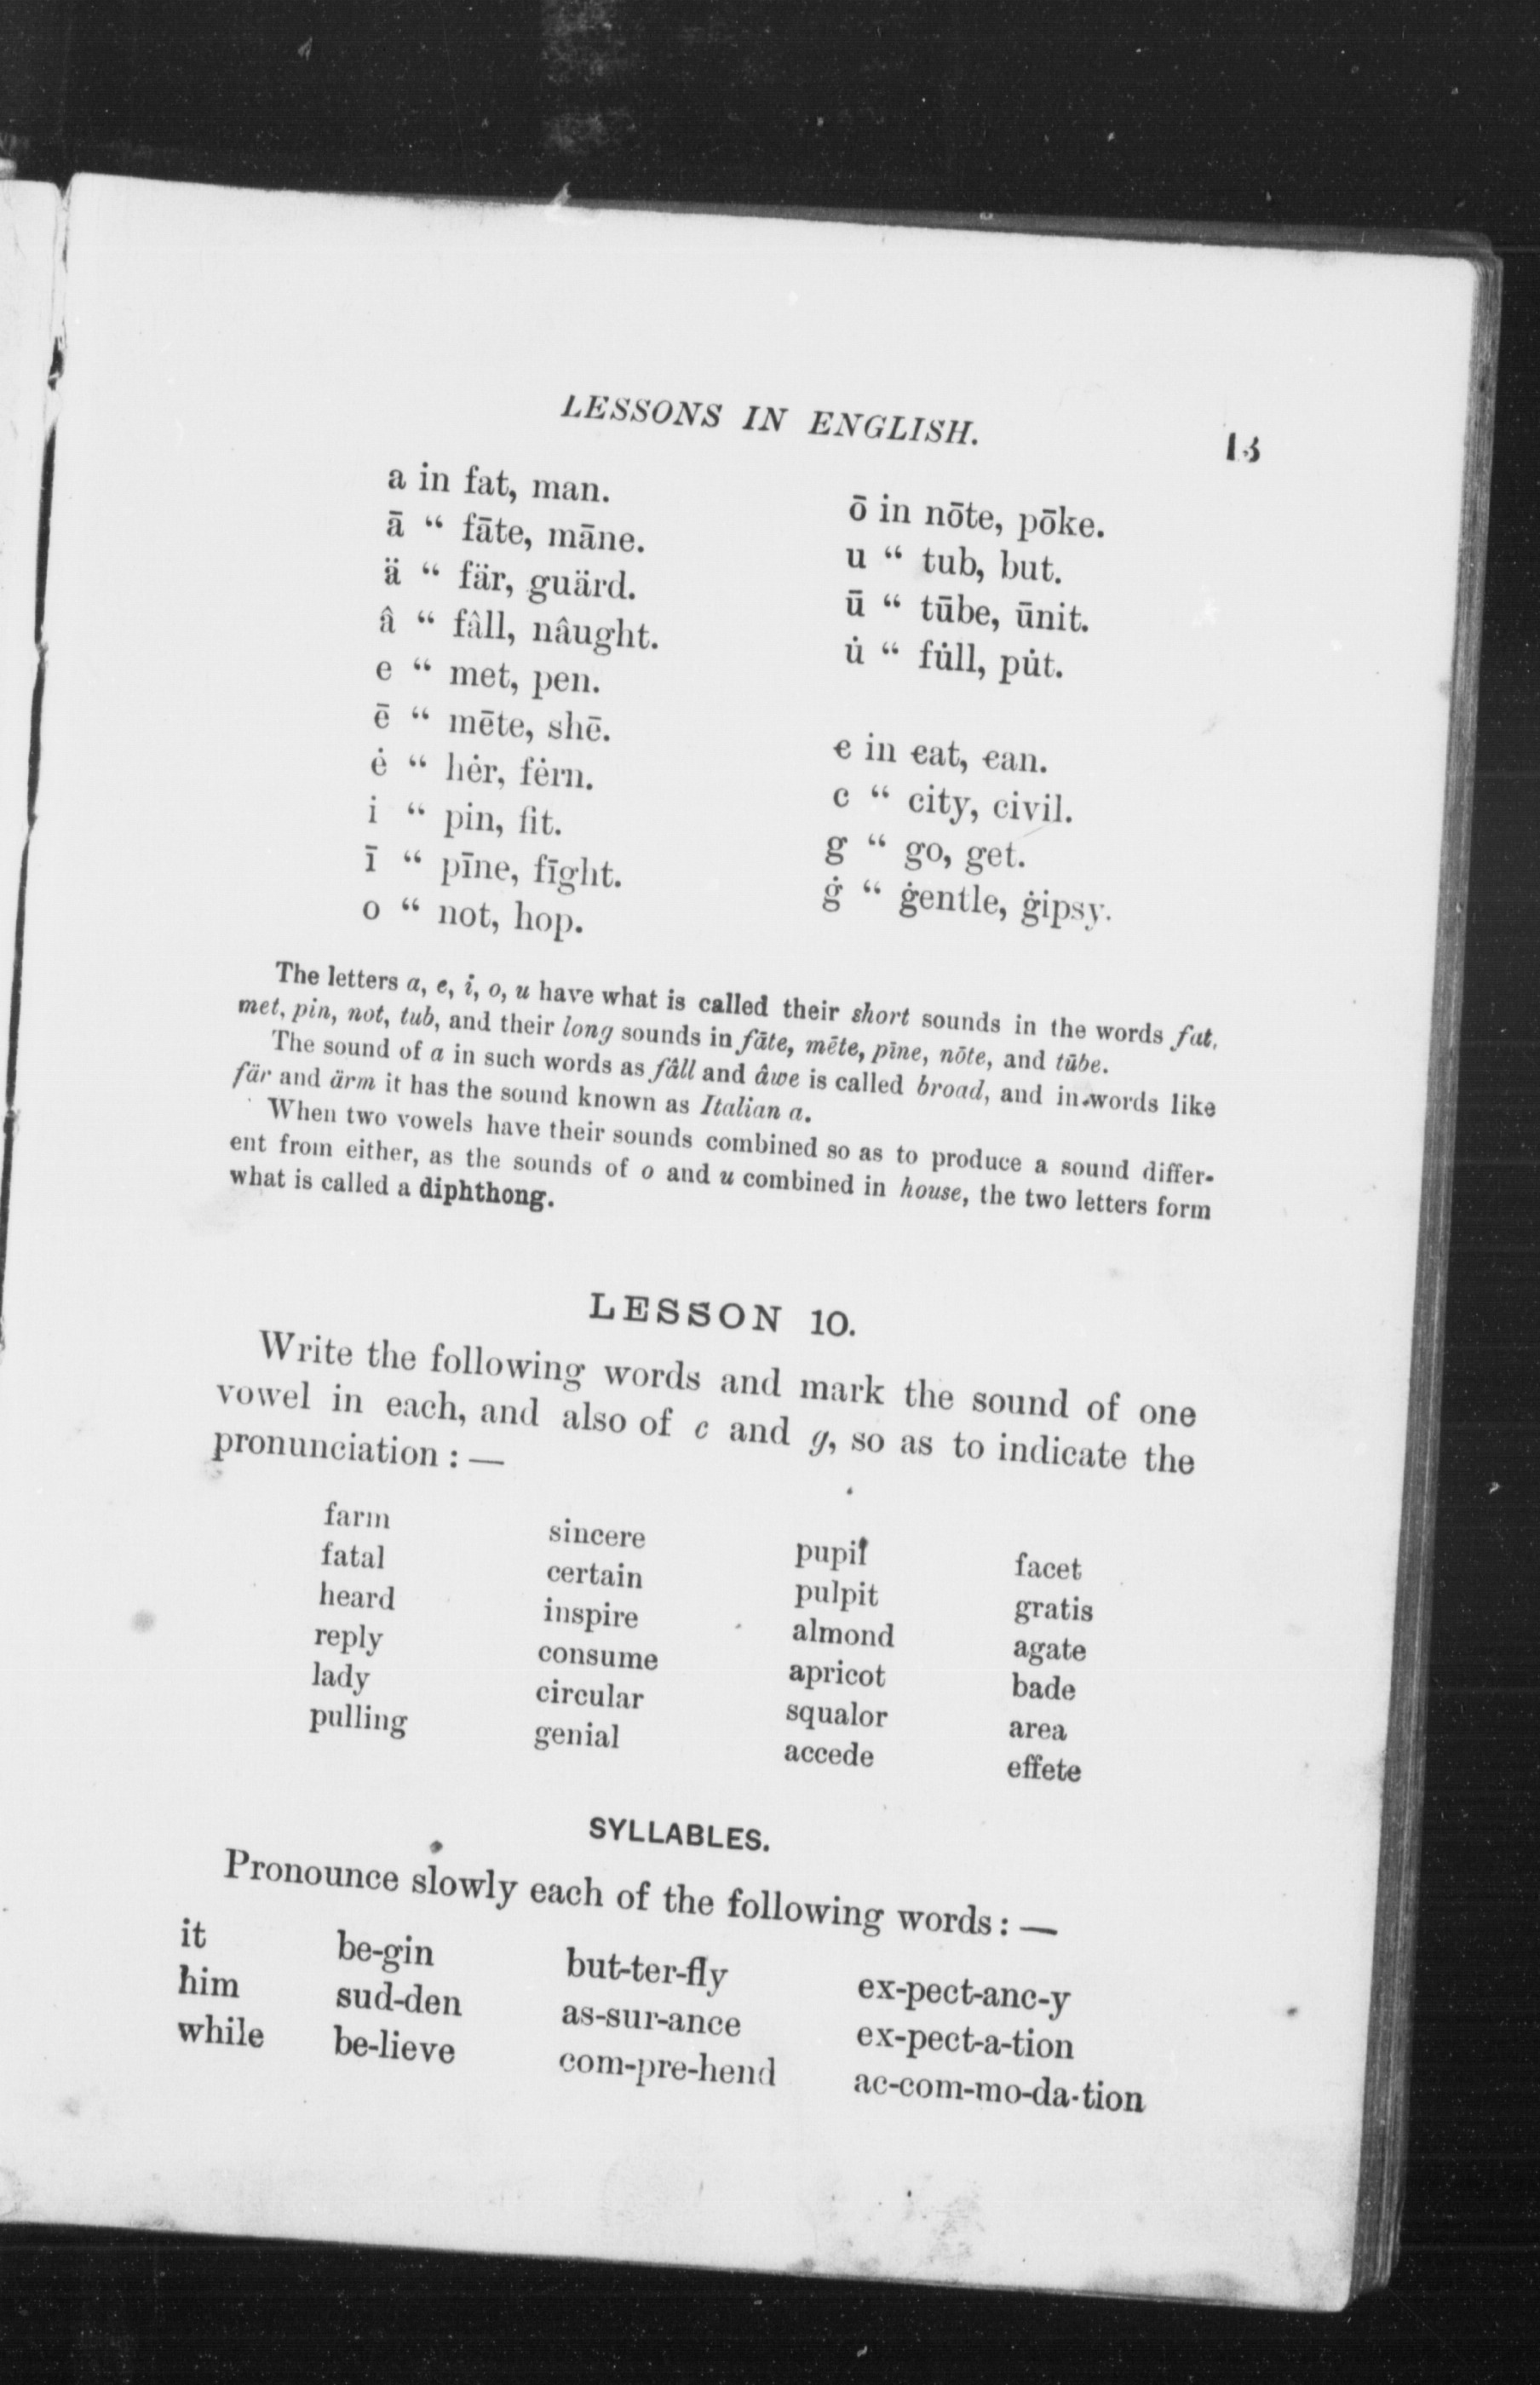 LESSONS IN ENGLISH. 13
a in fat, man.
ā “ fāte, māne.
ä “ fär, guärd.
â “ fâll, nâught.
e “ met, pen.
ē “ mēte, shē.
ė “ hėr, fėrn.
i “ pin, fit.
ī “ pīne, fīght.
o “ not, hop.
ō in nōte, pōke.
u “ tub, but.
ū “ tūbe, ūnit.
u̇ “ fu̇ll, pu̇t.
ꞓ in ꞓat, ꞓan.
c “ city, civil.
g “ go, get.
ġ “ ġentle, ġipsy.
The letters a, e, i, o, u have what is called their short sounds in the words fat,
met, pin, not, tub, and their long sounds in fāte, mēte, pīne, nōte, and tūbe.
The sound of a in such words as fâll and âwe is called broad, and in words like
fär and ärm it has the sound known as Italian a.
When two vowels have their sounds combined so as to produce a sound differ-
ent from either, as the sounds of o and u combined in house, the two letters form
what is called a diphthong.
LESSON 10.
Write the following words and mark the sound of one
vowel in each, and also of c and g, so as to indicate the
pronunciation : —
farm sincere pupil facet
fatal certain pulpit gratis
heard inspire almond agate
reply consume apricot bade
lady circular squalor area
pulling genial accede effete
SYLLABLES.
Pronounce slowly each of the following words : —
it be-gin but-ter-fly ex-pect-anc-y
him sud-den as-sur-ance ex-pect-a-tion
while be-lieve com-pre-hend ac-com-mo-da-tion